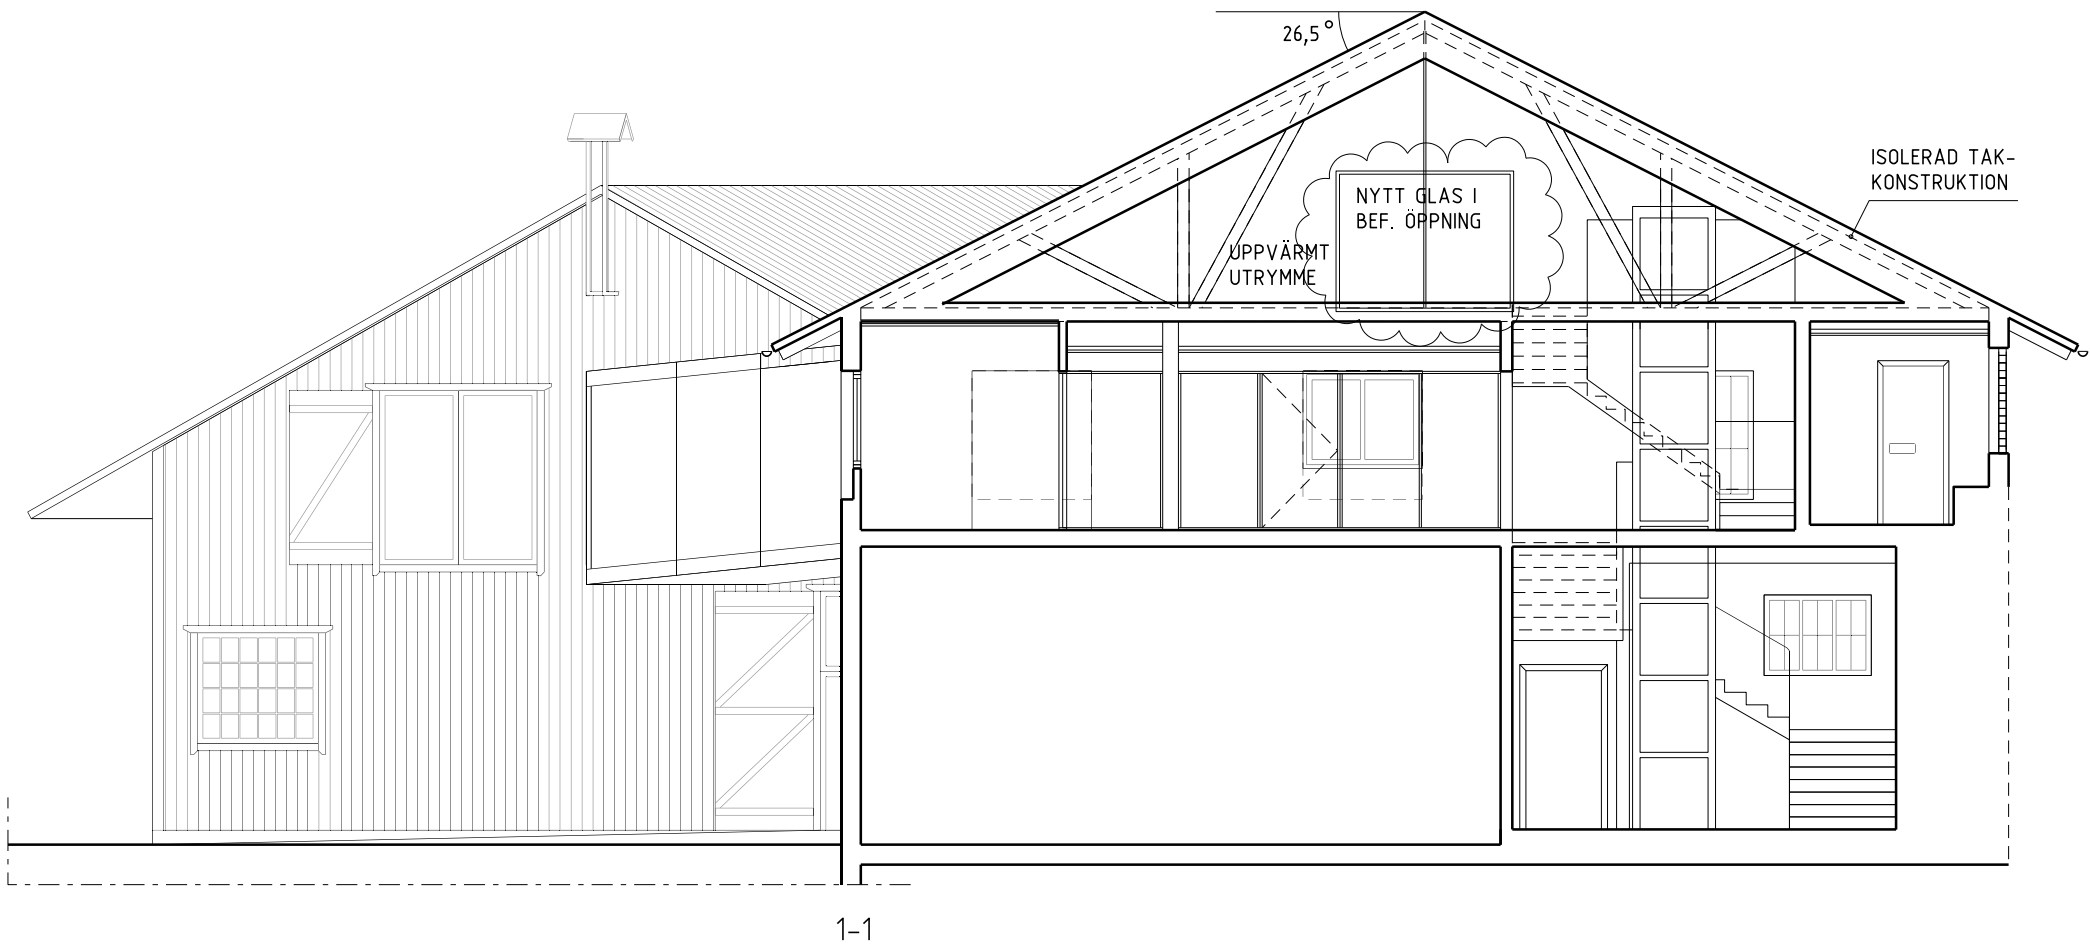 26,5°
ISOLERAD TAK-
KONSTRUKTION
NYTT GLAS I
BEF. ÖPPNING
UPPVÄRMT
UTRYMME
1-1